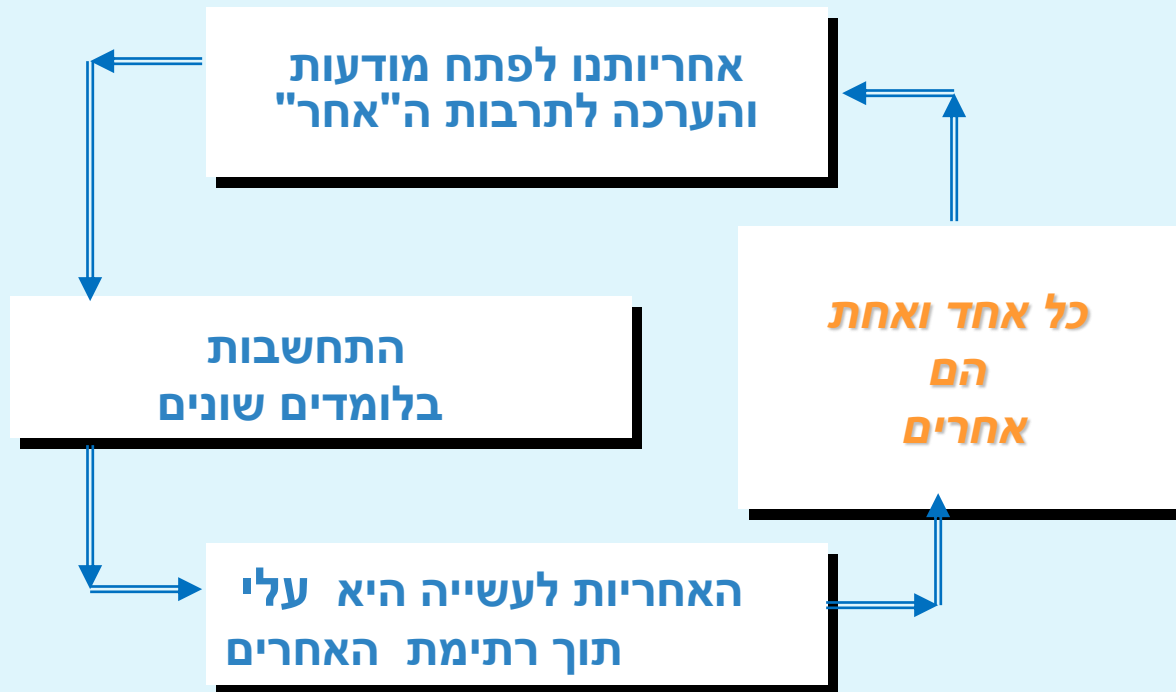 אחריותנו לפתח מודעות
והערכה לתרבות ה"אחר"
כל אחד ואחת
הם
אחרים
התחשבות
בלומדים שונים
האחריות לעשייה היא עלי
תוך רתימת האחרים